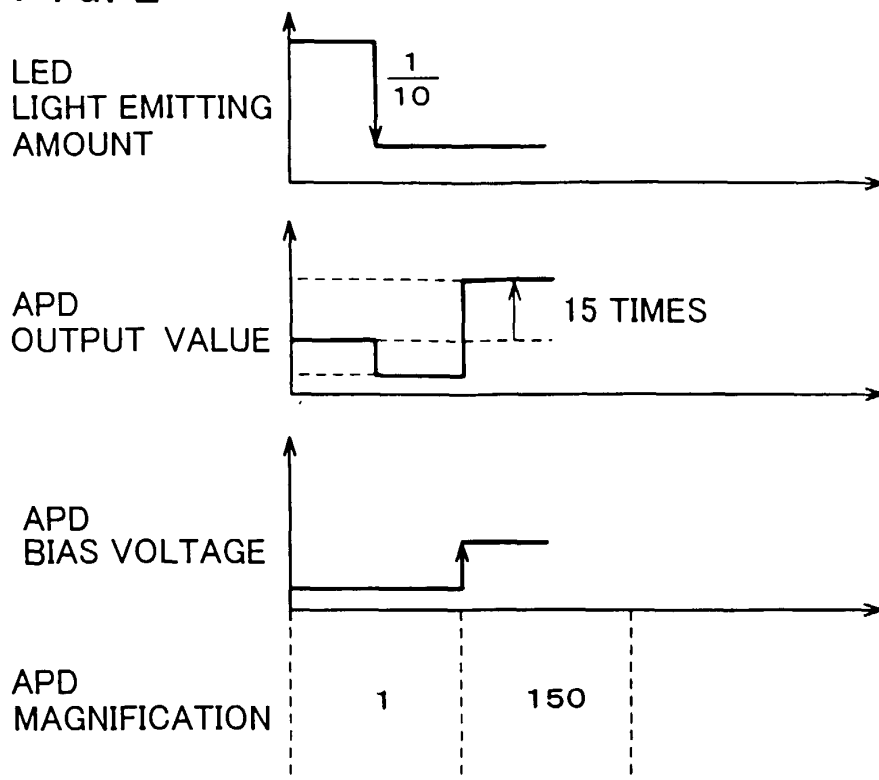 LED
LIGHT EMITTING
AMOUNT
1
10
APD
OUTPUT VALUE
15 TIMES
APD
BIAS VOLTAGE
APD
MAGNIFICATION
1
150